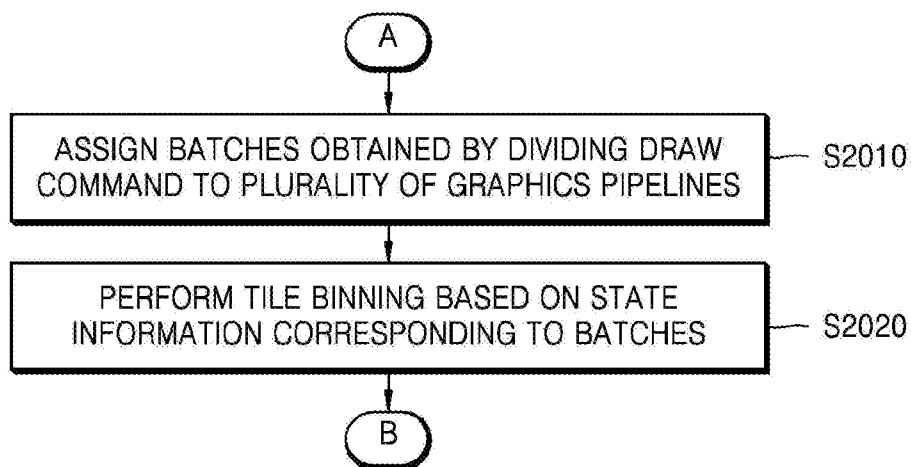 A
ASSIGN BATCHES OBTAINED BY DIVIDING DRAW
COMMAND TO PLURALITY OF GRAPHICS PIPELINES
S2010
PERFORM TILE BINNING BASED ON STATE
INFORMATION CORRESPONDING TO BATCHES
S2020
B